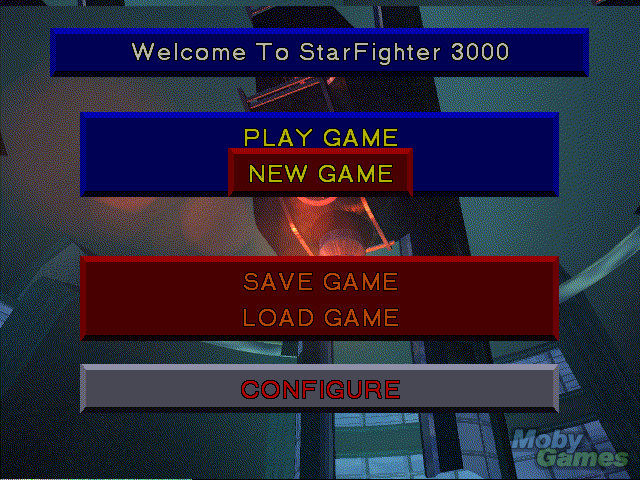 Welcome To StarFighter 3000
PLAY GAME
NEW GAME
SAVE GAME
LOAD GAME
CONFIGURE
Moby
Games